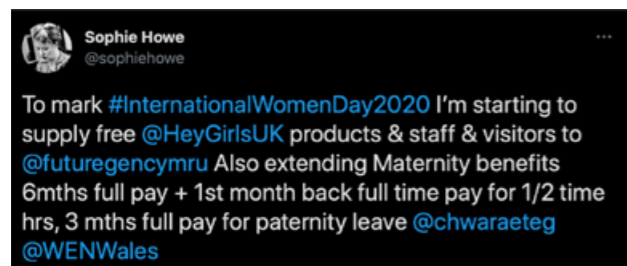 Sophie Howe
@sophiehowe
To mark #InternationalWomenDay2020 I'm starting to
supply free @HeyGirlsUK products & staff & visitors to
@futuregencymru Also extending Maternity benefits
6mths full pay + 1st month back full time pay for 1/2 time
hrs, 3 mths full pay for paternity leave @chwaraeteg
@WENWales